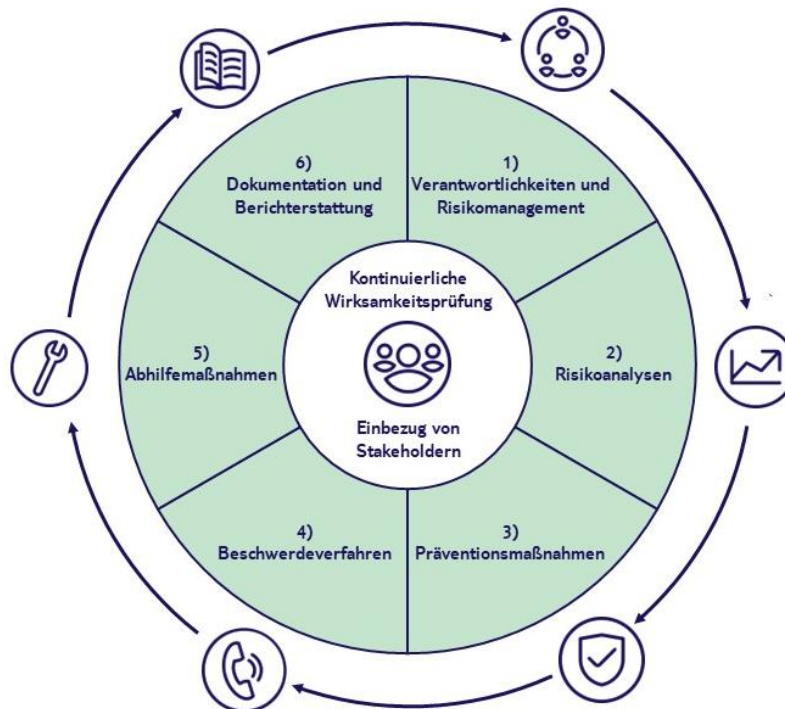 6)
Dokumentation und
Berichterstattung
1)
Verantwortlichkeiten und
Risikomanagement
Kontinuierliche
Wirksamkeitsprüfung
5)
Abhilfemaßnahmen
2)
Risikoanalysen
Einbezug von
Stakeholdern
4)
Beschwerdeverfahren
3)
Präventionsmaßnahmen